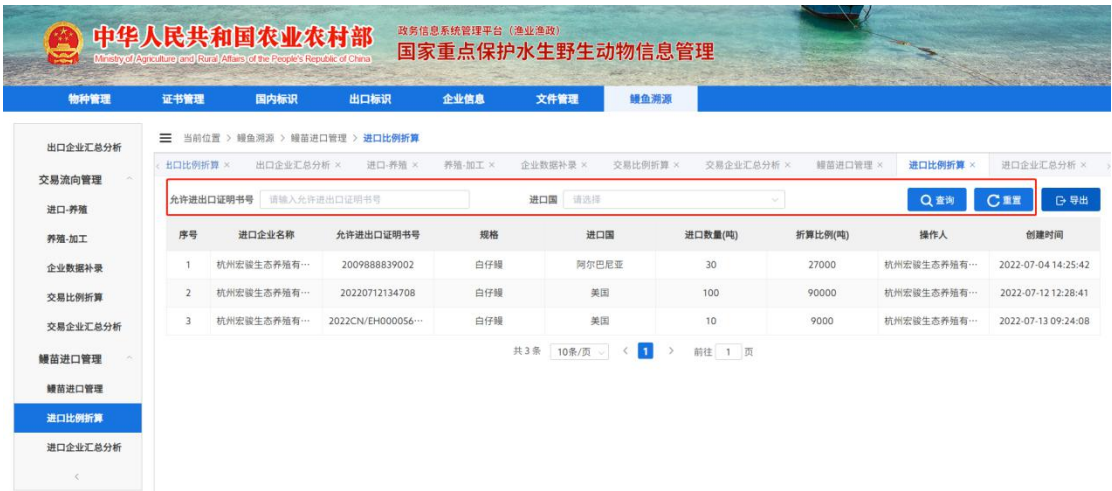 中华人民共和国农业农村部
Ministry of Agriculture and Rural Affairs of the People's Republic of China
政务信息系统管理平台（渔业渔政）
国家重点保护水生野生动物信息管理
物种管理 证书管理 国内标识 出口标识 企业信息 文件管理 鳗鱼溯源
出口企业汇总分析
交易流向管理
进口-养殖
养殖-加工
企业数据补录
交易比例折算
交易企业汇总分析
鳗苗进口管理
鳗苗进口管理
进口比例折算
进口企业汇总分析
当前位置 > 鳗鱼溯源 > 鳗苗进口管理 > 进口比例折算
出口比例折算 × 出口企业汇总分析 × 进口-养殖 × 养殖-加工 × 企业数据补录 × 交易比例折算 × 交易企业汇总分析 × 鳗苗进口管理 × 进口比例折算 × 进口企业汇总分析 ×
允许进出口证明书号 请输入允许进出口证明书号 进口国 请选择 查询 重置 导出
序号 进口企业名称 允许进出口证明书号 规格 进口国 进口数量(吨) 折算比例(吨) 操作人 创建时间
1 杭州宏骏生态养殖有… 2009888839002 白仔鳗 阿尔巴尼亚 30 27000 杭州宏骏生态养殖有… 2022-07-04 14:25:42
2 杭州宏骏生态养殖有… 20220712134708 白仔鳗 美国 100 90000 杭州宏骏生态养殖有… 2022-07-12 12:28:41
3 杭州宏骏生态养殖有… 2022CN/EH000056… 白仔鳗 美国 10 9000 杭州宏骏生态养殖有… 2022-07-13 09:24:08
共 3 条 10条/页 < 1 > 前往 1 页